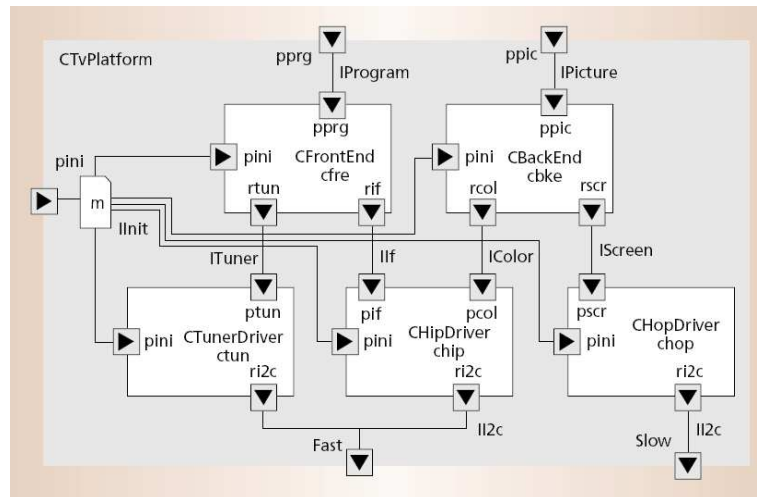 CTvPlatform
pprg
IProgram
ppic
IPicture
pprg
ppic
pini
pini
CFrontEnd
cfre
pini
CBackEnd
cbke
rtun
rif
rcol
rscr
m
IInit
ITuner
IIf
IColor
IScreen
ptun
pif
pcol
pscr
pini
CTunerDriver
ctun
pini
CHipDriver
chip
pini
CHopDriver
chop
ri2c
ri2c
ri2c
Fast
II2c
Slow
II2c